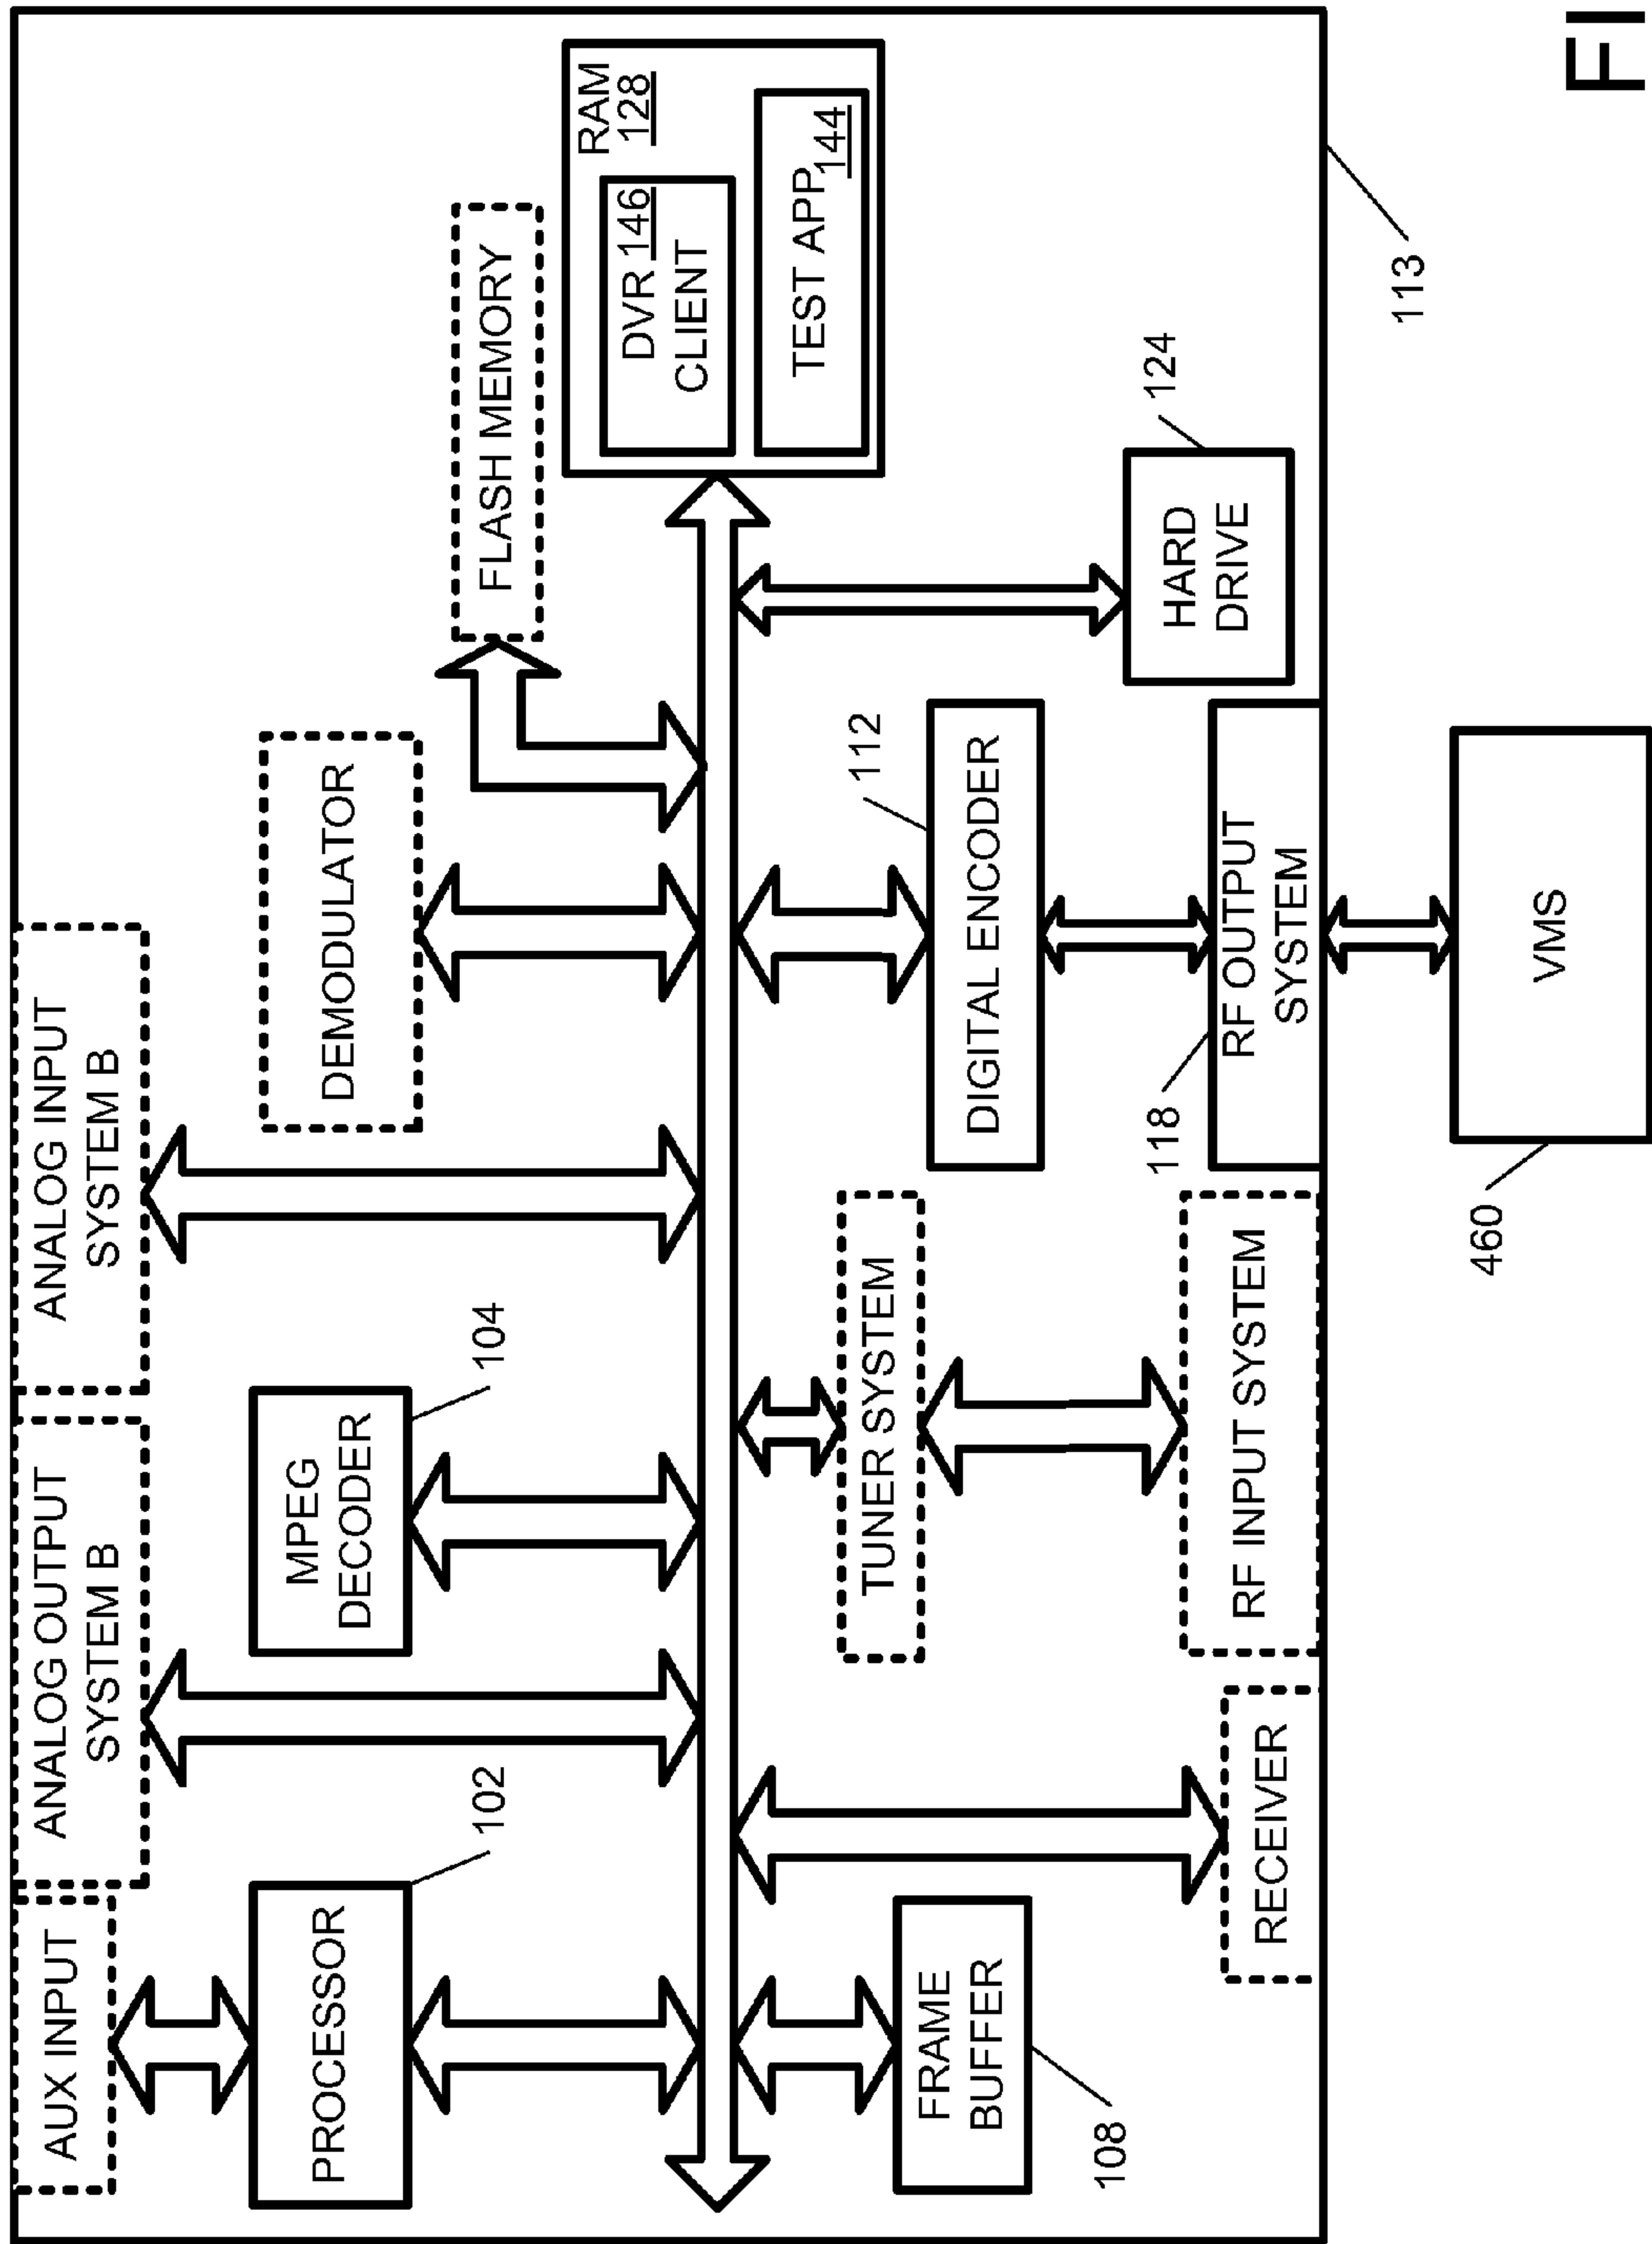 AUX INPUT
ANALOG OUTPUT
SYSTEM B
ANALOG INPUT
SYSTEM B
PROCESSOR
102
MPEG
DECODER
104
DEMODULATOR
FLASH MEMORY
RAM
128
DVR 146
CLIENT
TEST APP
144
FRAME
BUFFER
108
RECEIVER
TUNER SYSTEM
RF INPUT SYSTEM
DIGITAL ENCODER
112
RF OUTPUT
SYSTEM
118
HARD
DRIVE
124
113
VMS
460
FI